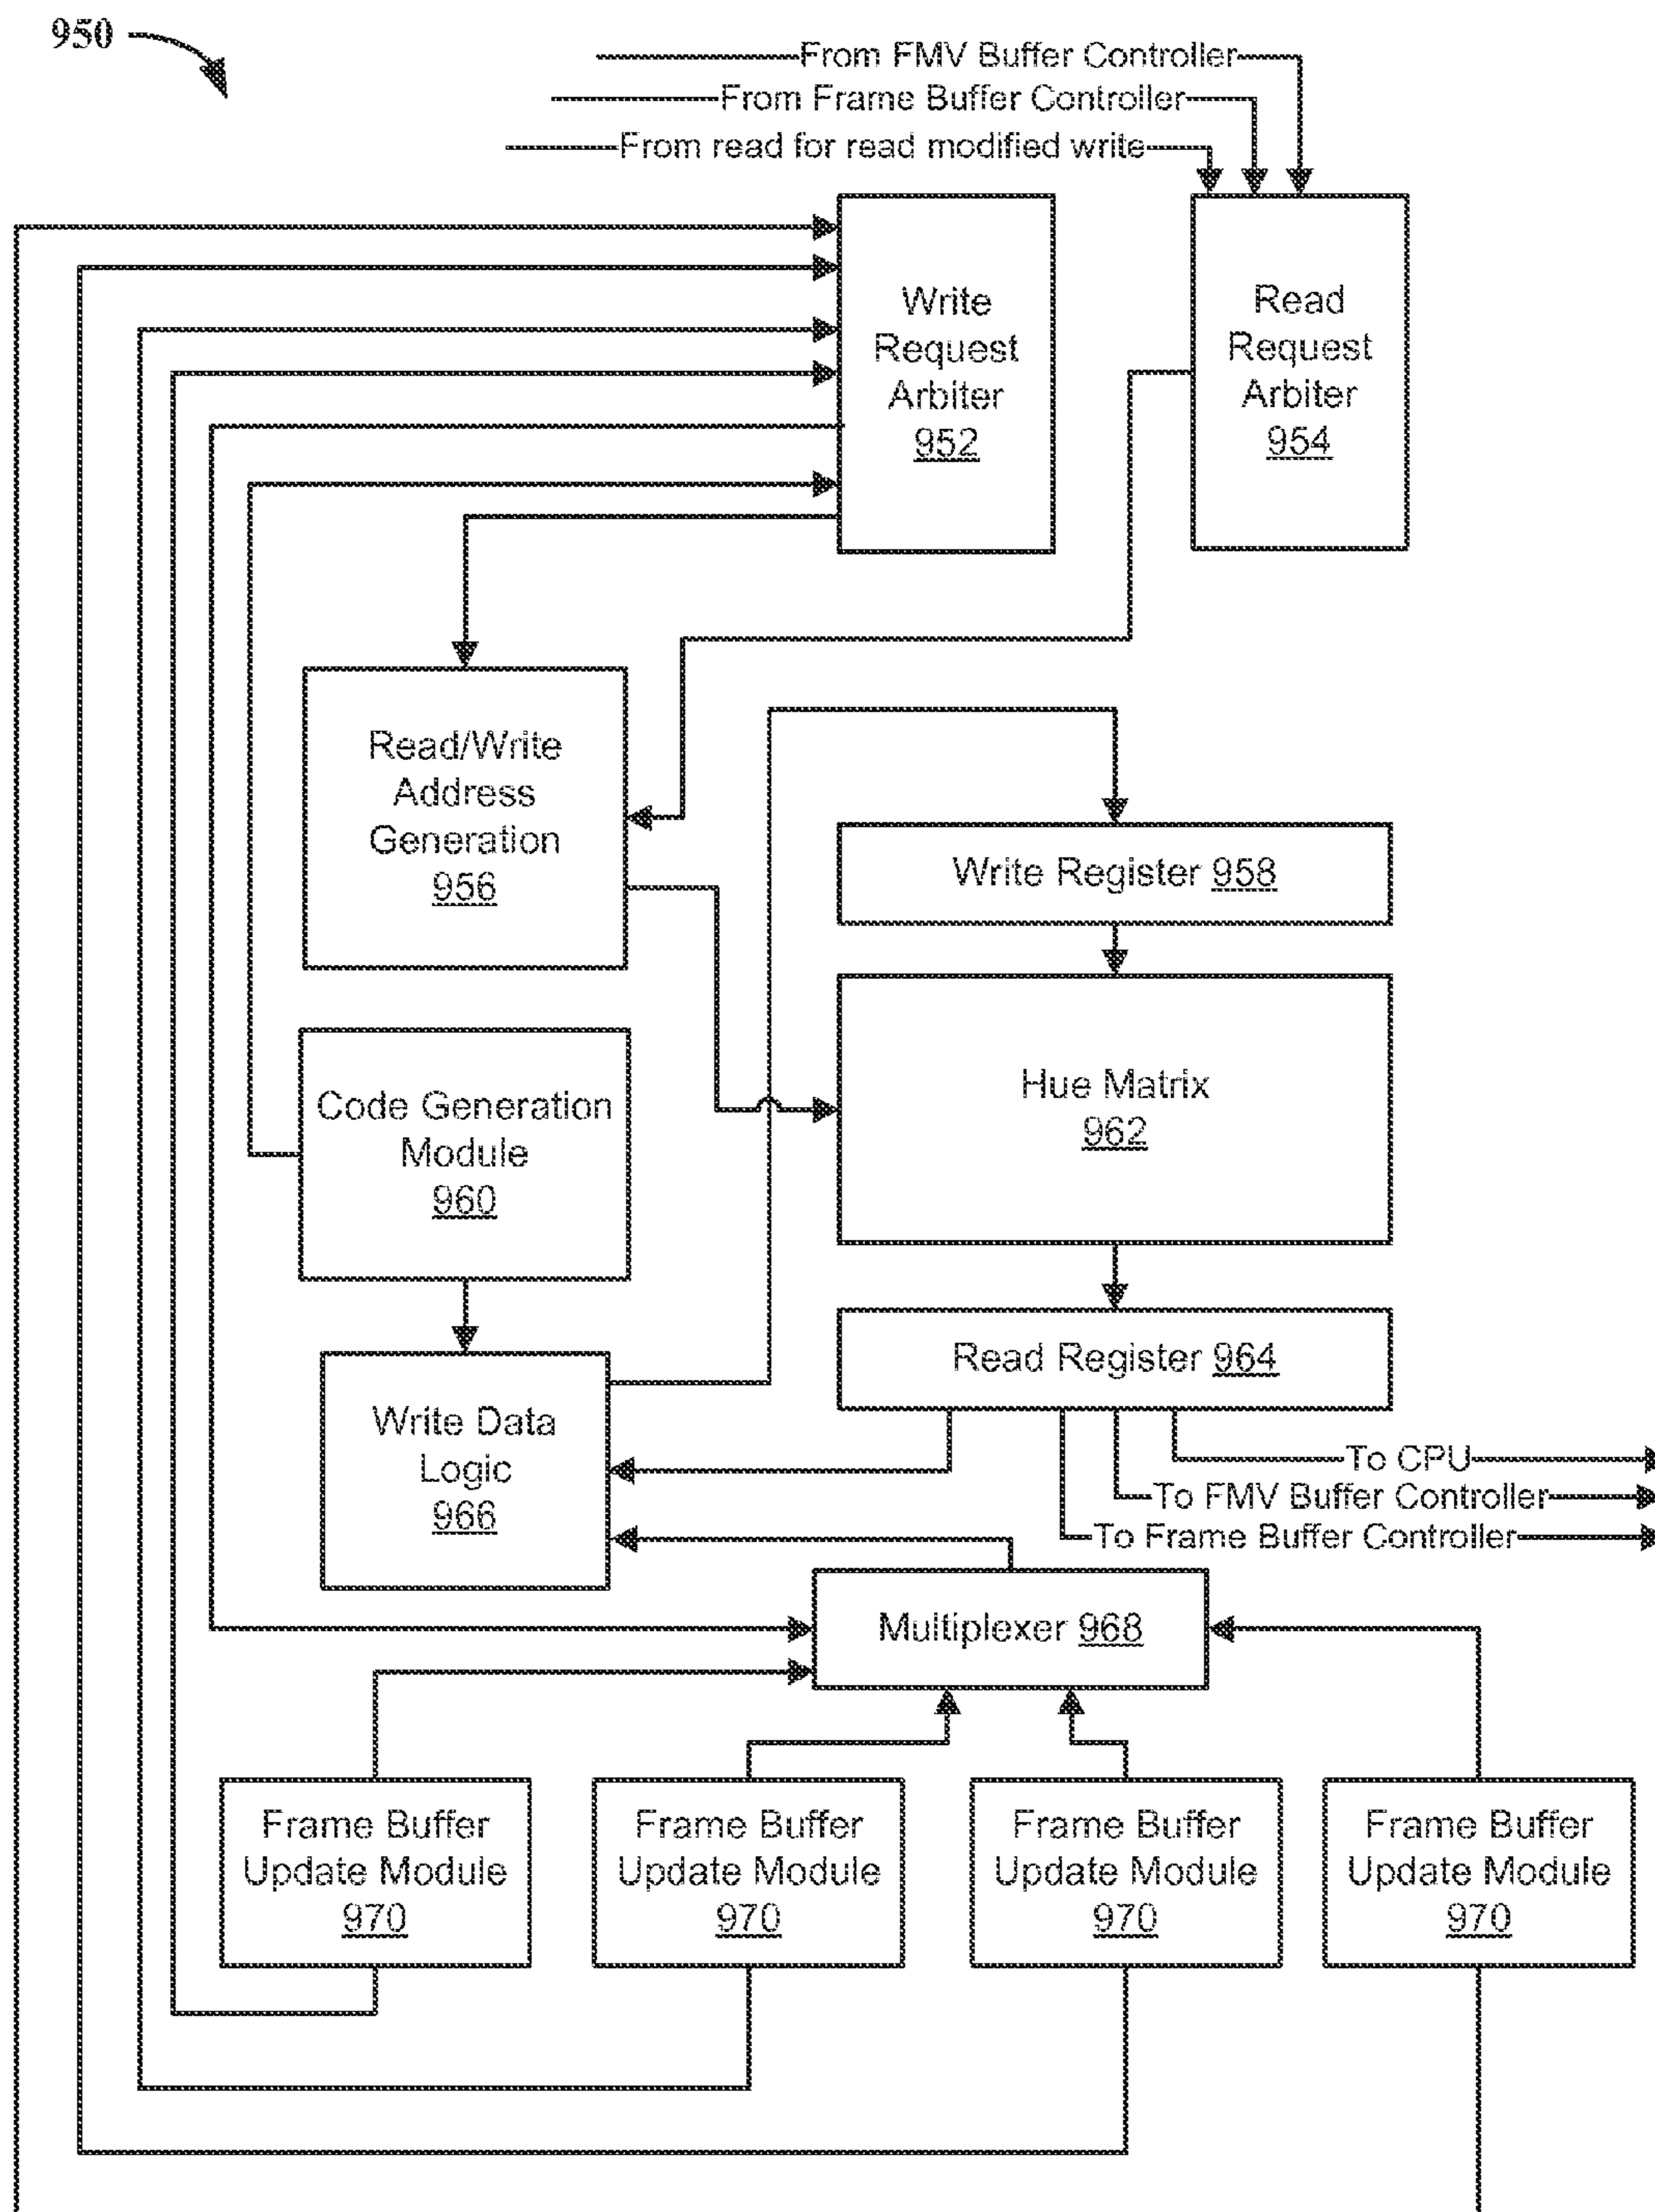 950
From FMV Buffer Controller
From Frame Buffer Controller
From read for read modified write
Write
Request
Arbiter
952
Read
Request
Arbiter
954
Read/Write
Address
Generation
956
Write Register 958
Code Generation
Module
960
Hue Matrix
962
Read Register 964
Write Data
Logic
966
To CPU
To FMV Buffer Controller
To Frame Buffer Controller
Multiplexer 968
Frame Buffer
Update Module
970
Frame Buffer
Update Module
970
Frame Buffer
Update Module
970
Frame Buffer
Update Module
970